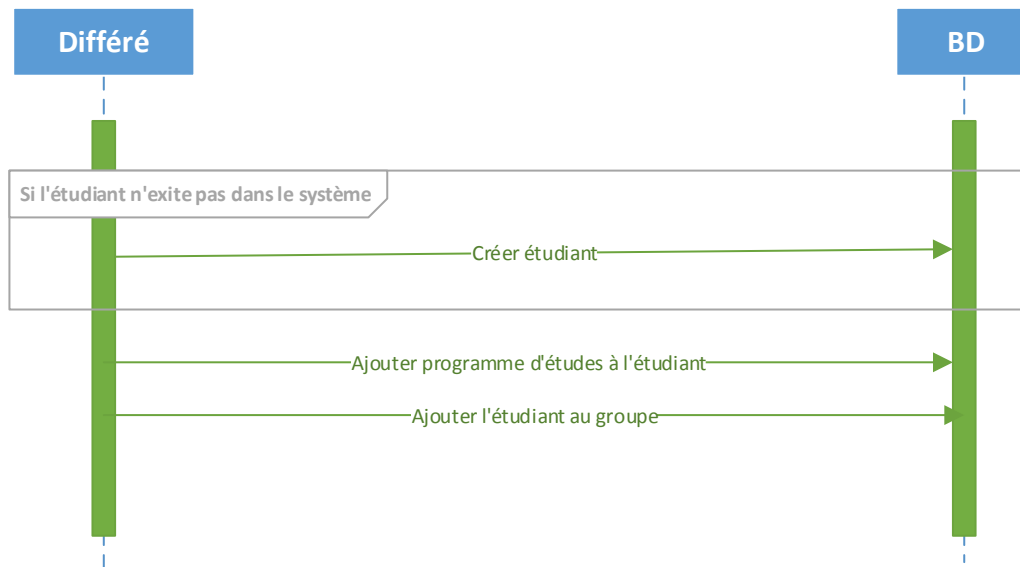 Différé
BD
Si l'étudiant n'exite pas dans le système
Créer étudiant
Ajouter programme d'études à l'étudiant
Ajouter l'étudiant au groupe